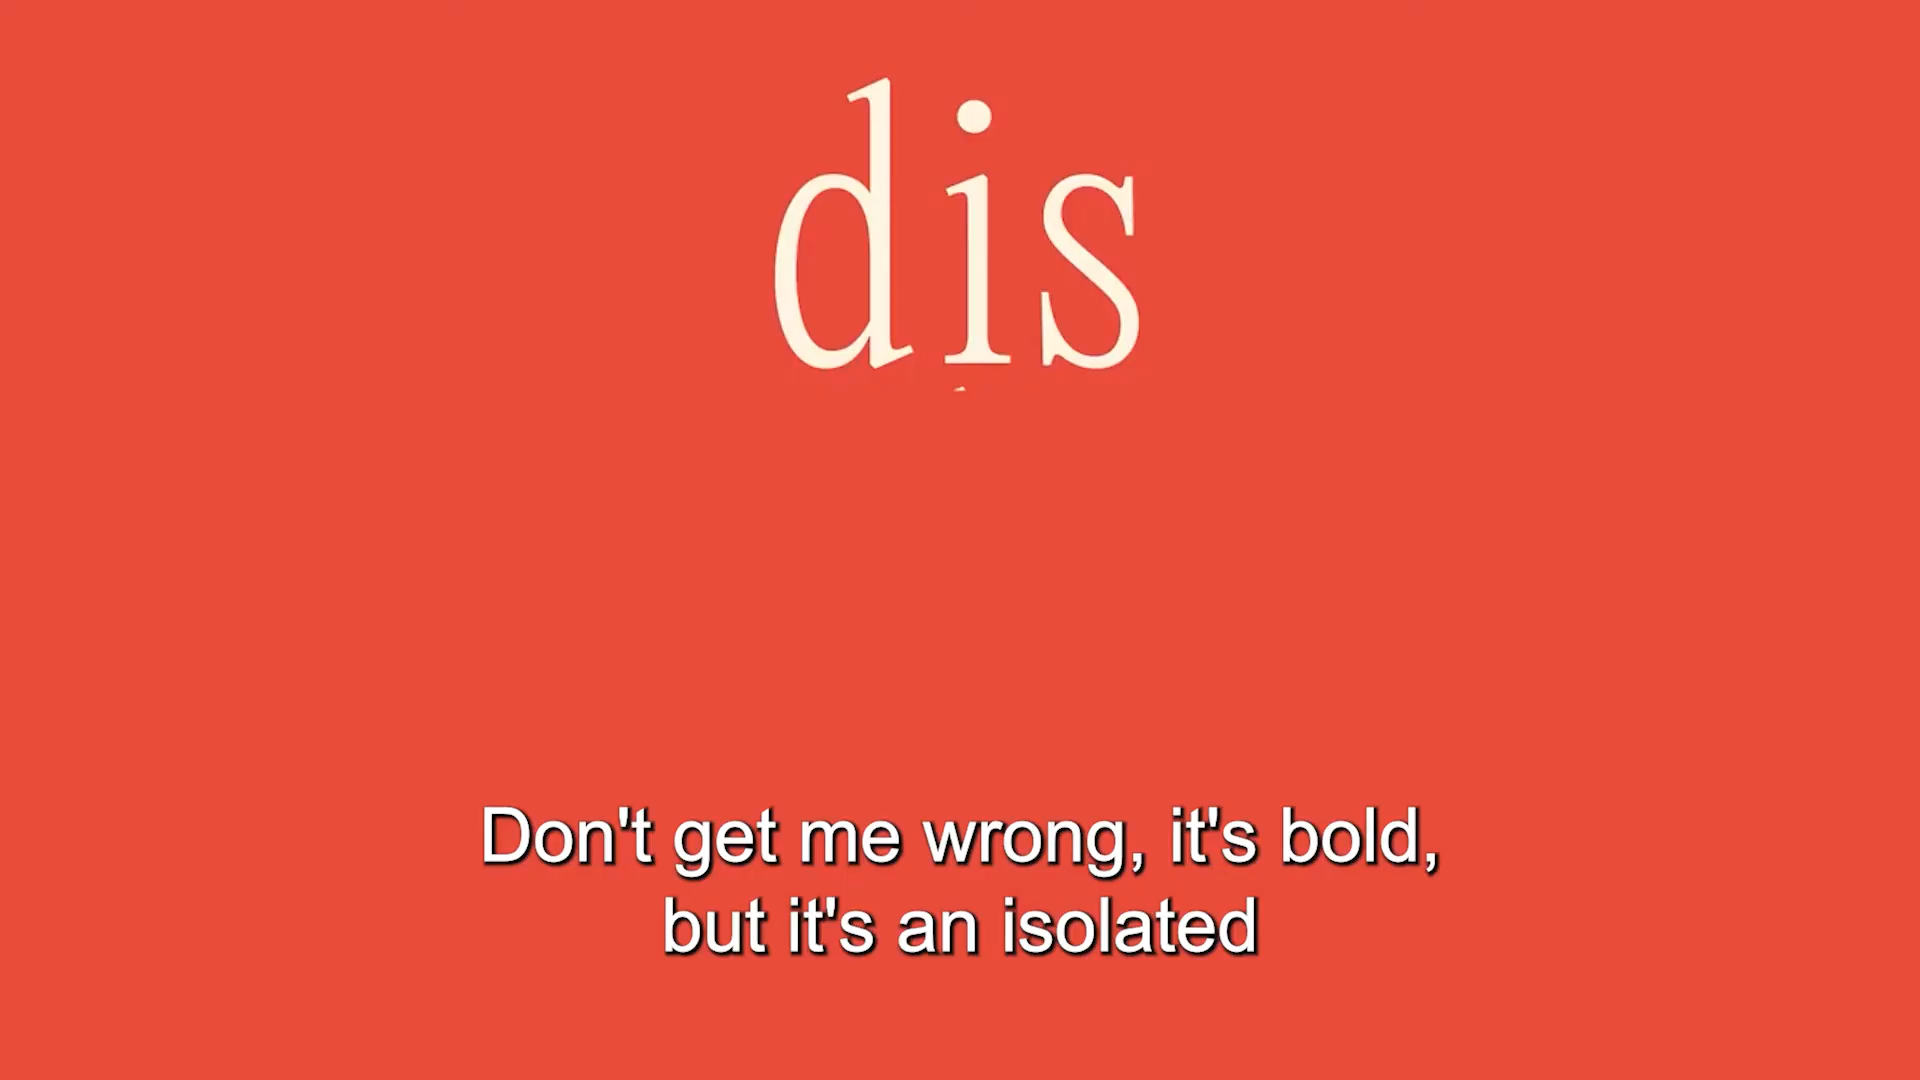 dis
Don't get me wrong, it's bold,
but it's an isolated